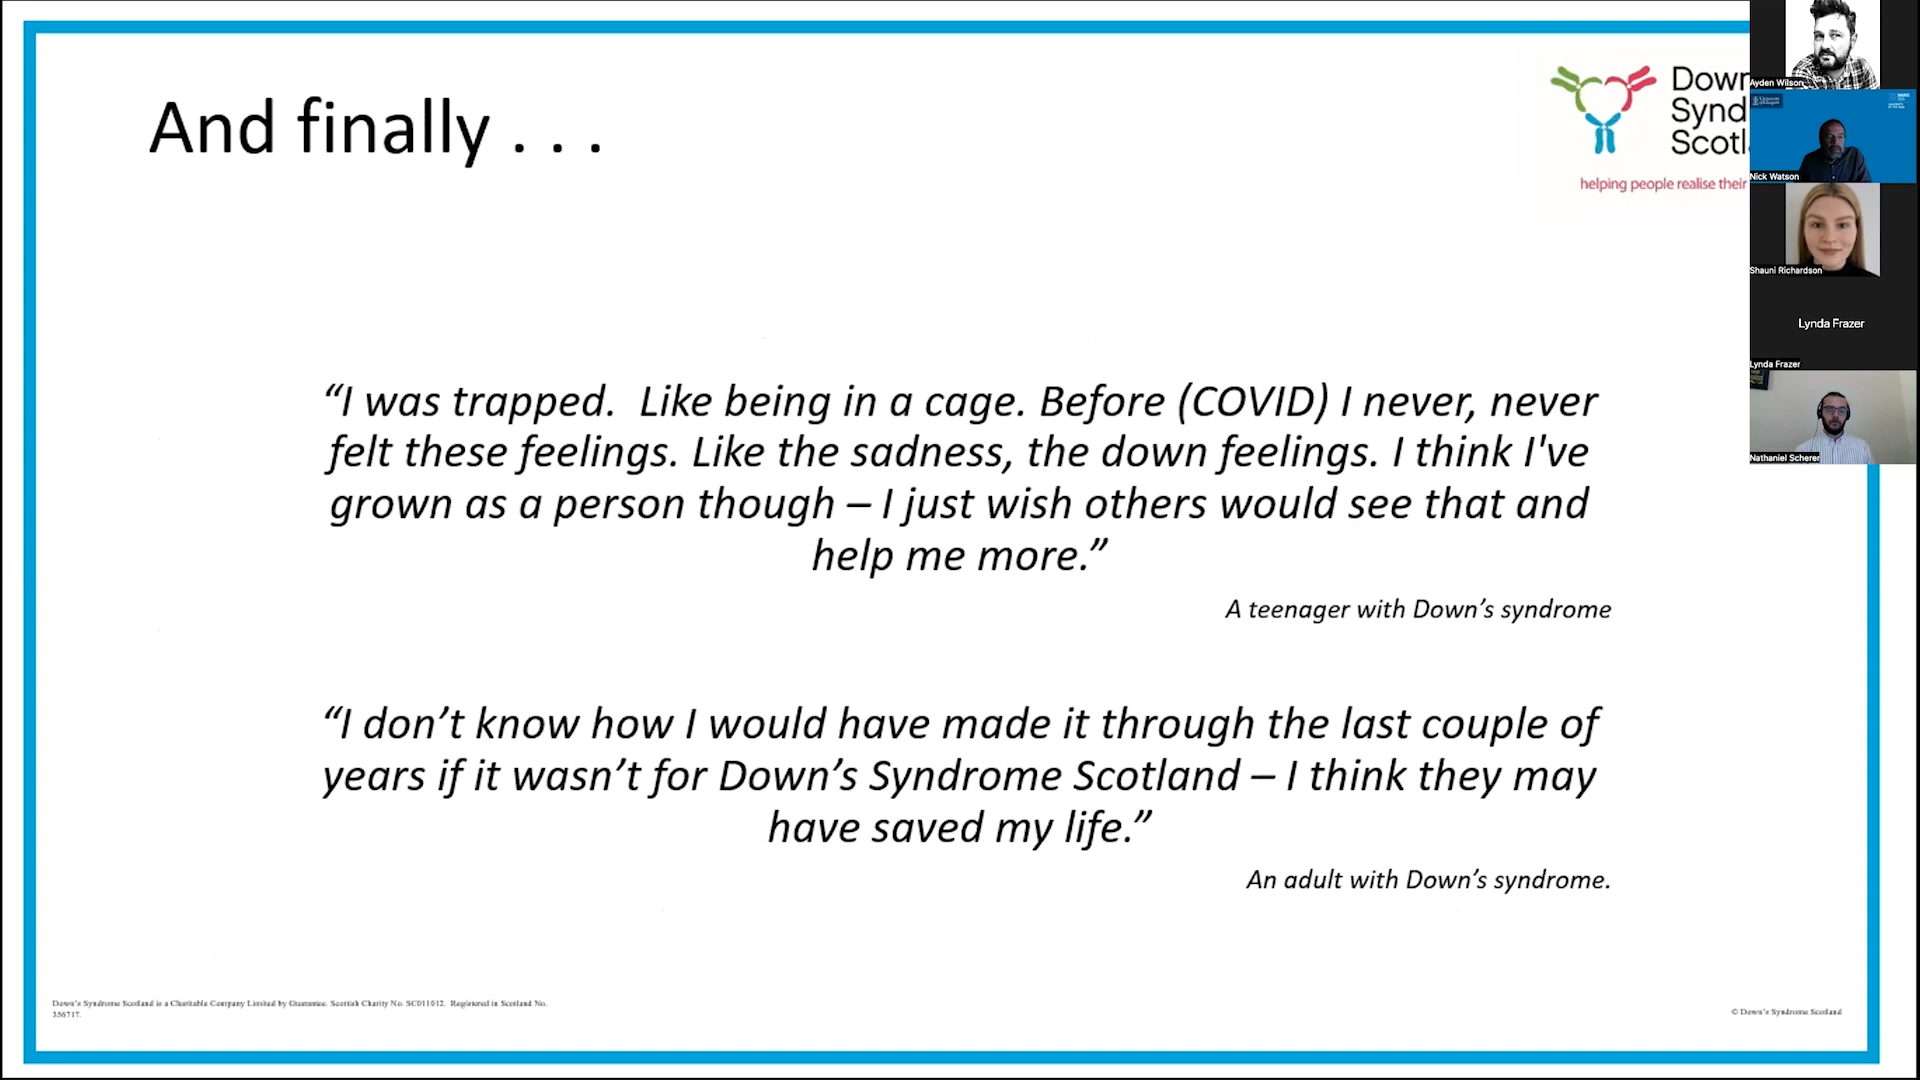 And finally . . .
Down
Synd
Scotl
helping people realise their
“I was trapped.  Like being in a cage. Before (COVID) I never, never
felt these feelings. Like the sadness, the down feelings. I think I've
grown as a person though – I just wish others would see that and
help me more.”
A teenager with Down’s syndrome
“I don’t know how I would have made it through the last couple of
years if it wasn’t for Down’s Syndrome Scotland – I think they may
have saved my life.”
An adult with Down’s syndrome.
Down’s Syndrome Scotland is a Charitable Company Limited by Guarantee. Scottish Charity No. SC011012.  Registered in Scotland No.
356717.
© Down’s Syndrome Scotland
Ayden Wilson
Nick Watson
Shauni Richardson
Lynda Frazer
Lynda Frazer
Nathaniel Scherer